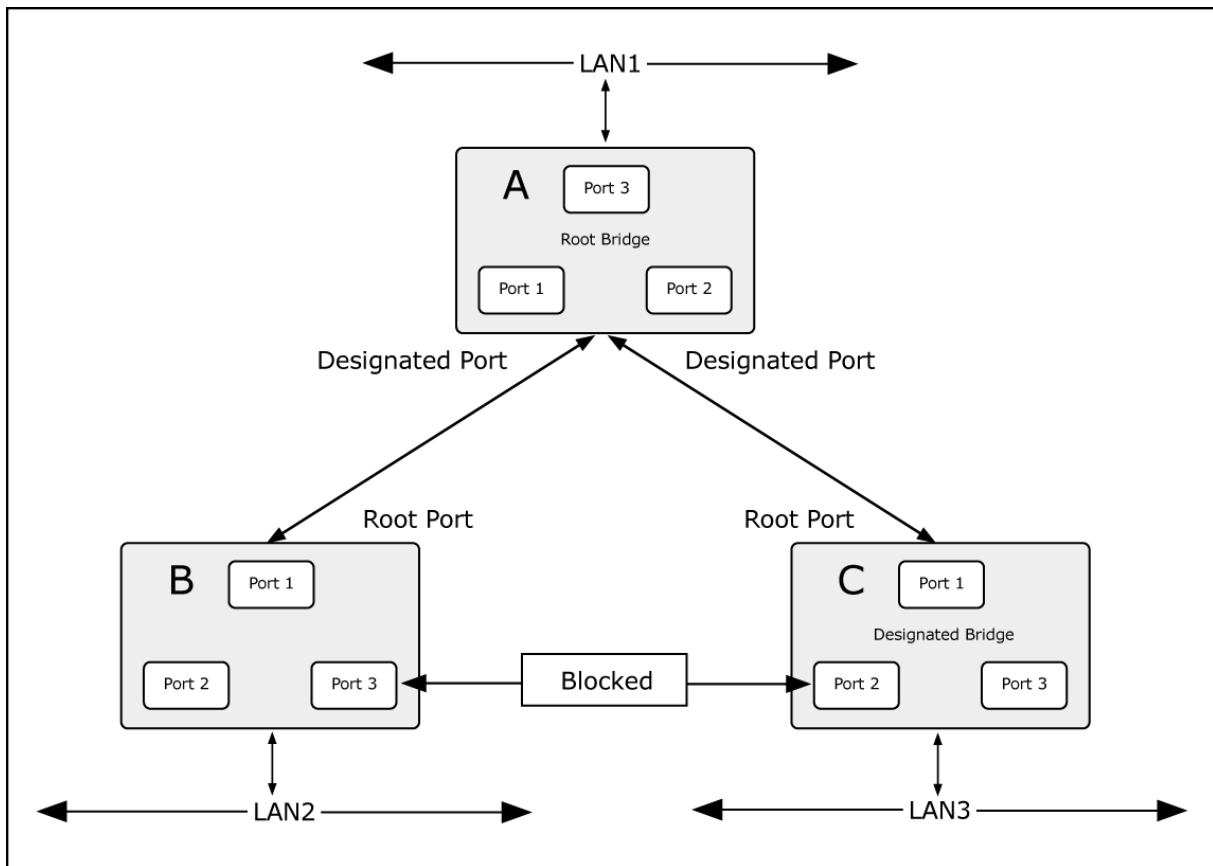 LAN1
A
Port 3
Root Bridge
Port 1
Port 2
Designated Port
Designated Port
Root Port
Root Port
B
Port 1
C
Port 1
Designated Bridge
Port 2
Port 3
Blocked
Port 2
Port 3
LAN2
LAN3